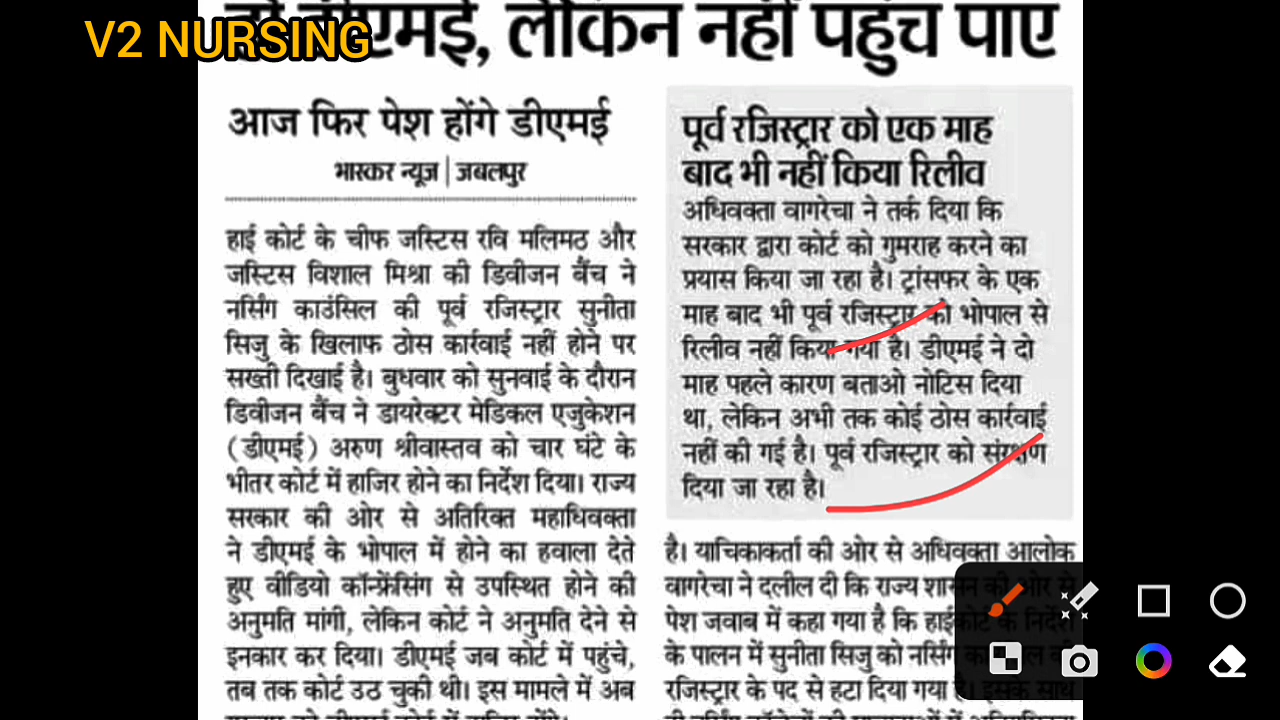 V2 NURSING
डीएमई, लेकिन नहीं पहुंच पाए
आज फिर पेश होंगे डीएमई
भास्कर न्यूज | जबलपुर
हाई कोर्ट के चीफ जस्टिस रवि मलिमठ और
जस्टिस विशाल मिश्रा की डिवीजन बैंच ने
नर्सिंग काउंसिल की पूर्व रजिस्ट्रार सुनीता
सिजु के खिलाफ ठोस कार्रवाई नहीं होने पर
सख्ती दिखाई है। बुधवार को सुनवाई के दौरान
डिवीजन बैंच ने डायरेक्टर मेडिकल एजुकेशन
(डीएमई) अरुण श्रीवास्तव को चार घंटे के
भीतर कोर्ट में हाजिर होने का निर्देश दिया। राज्य
सरकार की ओर से अतिरिक्त महाधिवक्ता
ने डीएमई के भोपाल में होने का हवाला देते
हुए वीडियो कॉन्फ्रेंसिंग से उपस्थित होने की
अनुमति मांगी, लेकिन कोर्ट ने अनुमति देने से
इनकार कर दिया। डीएमई जब कोर्ट में पहुंचे,
तब तक कोर्ट उठ चुकी थी। इस मामले में अब
पूर्व रजिस्ट्रार को एक माह
बाद भी नहीं किया रिलीव
अधिवक्ता वागरेचा ने तर्क दिया कि
सरकार द्वारा कोर्ट को गुमराह करने का
प्रयास किया जा रहा है। ट्रांसफर के एक
माह बाद भी पूर्व रजिस्ट्रार को भोपाल से
रिलीव नहीं किया गया है। डीएमई ने दो
माह पहले कारण बताओ नोटिस दिया
था, लेकिन अभी तक कोई ठोस कार्रवाई
नहीं की गई है। पूर्व रजिस्ट्रार को संरक्षण
दिया जा रहा है।
है। याचिकाकर्ता की ओर से अधिवक्ता आलोक
वागरेचा ने दलील दी कि राज्य शासन की ओर से
पेश जवाब में कहा गया है कि हाईकोर्ट के निर्देश
के पालन में सुनीता सिजु को नर्सिंग
रजिस्ट्रार के पद से हटा दिया गया है। इसके साथ